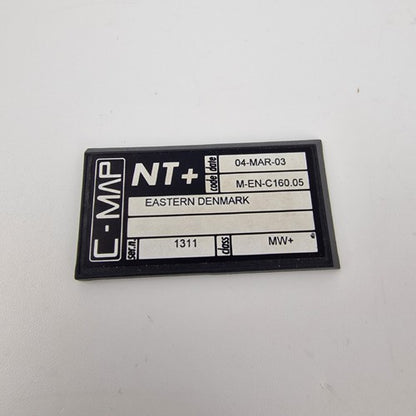 C-MAP
NT+
date 04-MAR-03
code M-EN-C160.05
EASTERN DENMARK
ser.n. 1311
class MW+